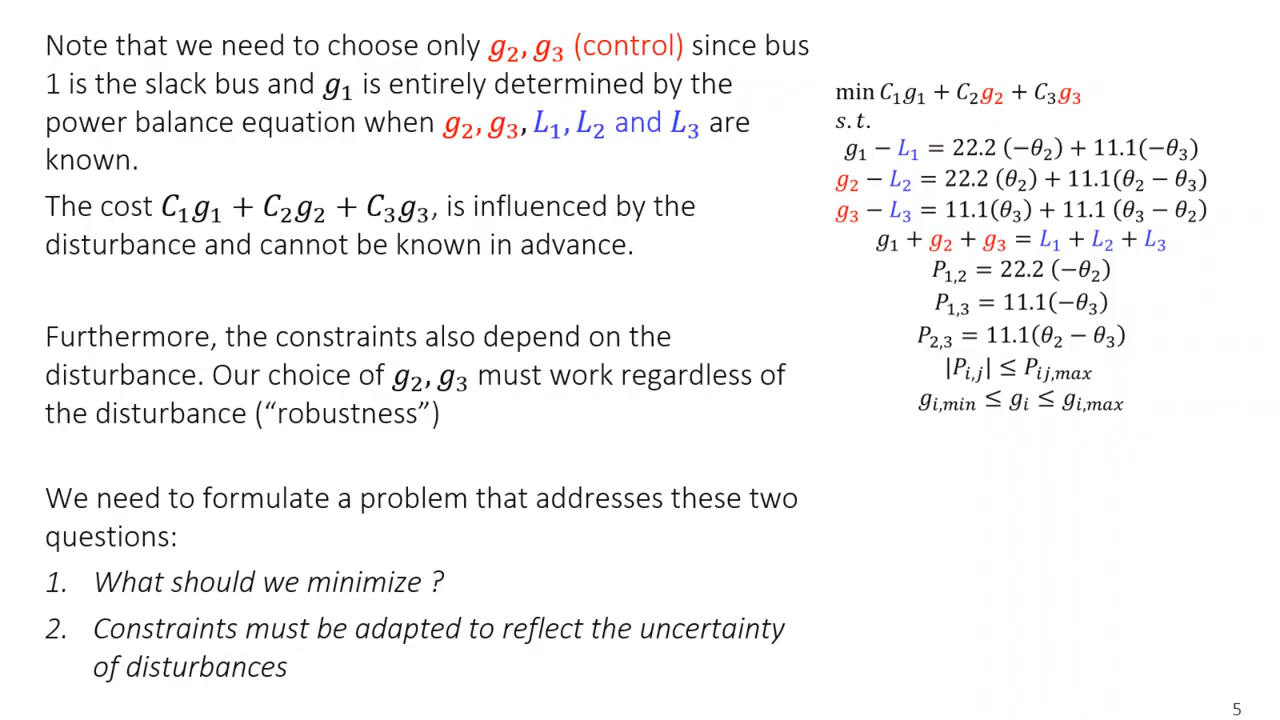 Note that we need to choose only g₂, g₃ (control) since bus
1 is the slack bus and g₁ is entirely determined by the
power balance equation when g₂, g₃, L₁, L₂ and L₃ are
known.
The cost C₁g₁ + C₂g₂ + C₃g₃, is influenced by the
disturbance and cannot be known in advance.
Furthermore, the constraints also depend on the
disturbance. Our choice of g₂, g₃ must work regardless of
the disturbance (“robustness”)
We need to formulate a problem that addresses these two
questions:
1. What should we minimize ?
2. Constraints must be adapted to reflect the uncertainty
of disturbances
min C₁g₁ + C₂g₂ + C₃g₃
s.t.
g₁ − L₁ = 22.2 (−θ₂) + 11.1(−θ₃)
g₂ − L₂ = 22.2 (θ₂) + 11.1(θ₂ − θ₃)
g₃ − L₃ = 11.1(θ₃) + 11.1 (θ₃ − θ₂)
g₁ + g₂ + g₃ = L₁ + L₂ + L₃
P₁,₂ = 22.2 (−θ₂)
P₁,₃ = 11.1(−θ₃)
P₂,₃ = 11.1(θ₂ − θ₃)
|P_{i,j}| ≤ P_{ij,max}
g_{i,min} ≤ g_i ≤ g_{i,max}
5